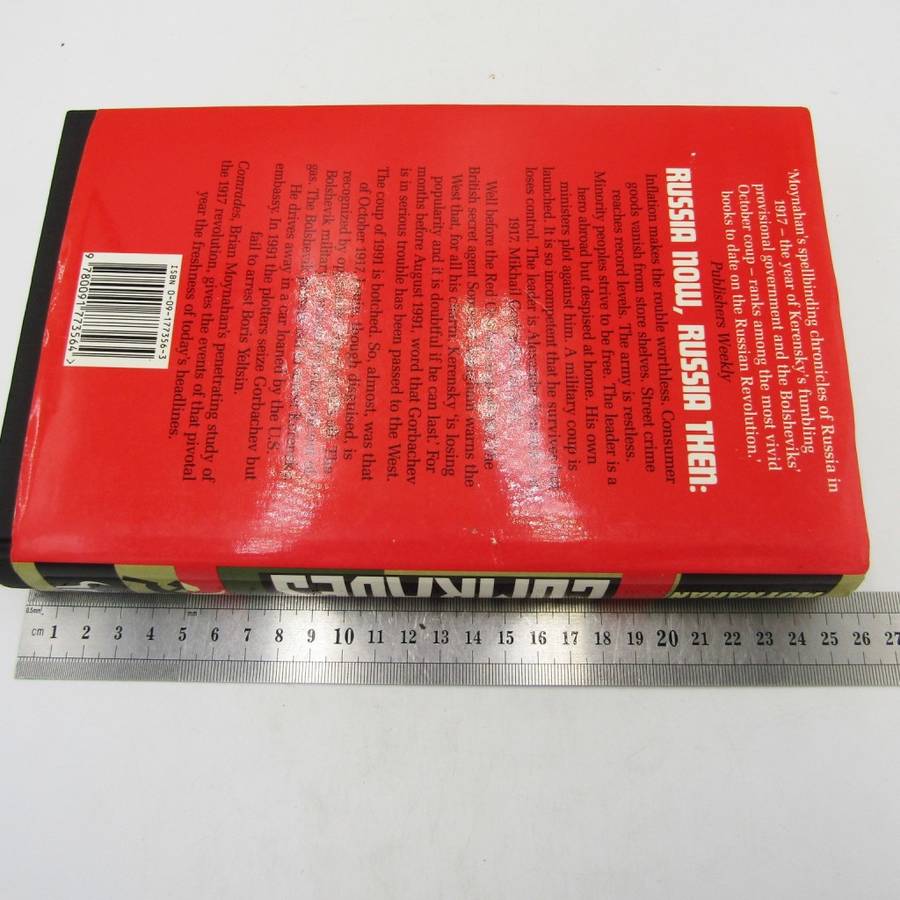 'Moynahan's spellbinding chronicles of Russia in
1917 – the year of Kerensky's fumbling
provisional government and the Bolsheviks'
October coup – ranks among the most vivid
books to date on the Russian Revolution.'
Publishers Weekly
RUSSIA NOW, RUSSIA THEN:
Inflation makes the rouble worthless. Consumer
goods vanish from store shelves. Street crime
reaches record levels. The army is restless.
Minority peoples strive to be free. The leader is a
hero abroad but despised at home. His own
ministers plot against him. A military coup is
launched. It is so incompetent that he survives
loses control. The leader is
1917. Mikhail
Well before the Red the
British secret agent warns the
West that, for all his Kerensky 'is losing
popularity and it is doubtful if he can last.' For
months before August 1991, word that Gorbachev
is in serious trouble has been passed to the West.
The coup of 1991 is botched. So, almost, was that
of October 1917. though disguised, is
recognized by
Bolshevik
gas. The
He drives away in a car loaned by the U.S.
embassy. In 1991 the plotters seize Gorbachev but
fail to arrest Boris Yeltsin.
Comrades, Brian Moynahan's penetrating study of
the 1917 revolution, gives the events of that pivotal
year the freshness of today's headlines.
ISBN 0-09-177356-3
9 780091 773564 >
MOYNAHAN
COMRADES
0.5mm
mm
cm 1 2 3 4 5 6 7 8 9 10 11 12 13 14 15 16 17 18 19 20 21 22 23 24 25 26 27